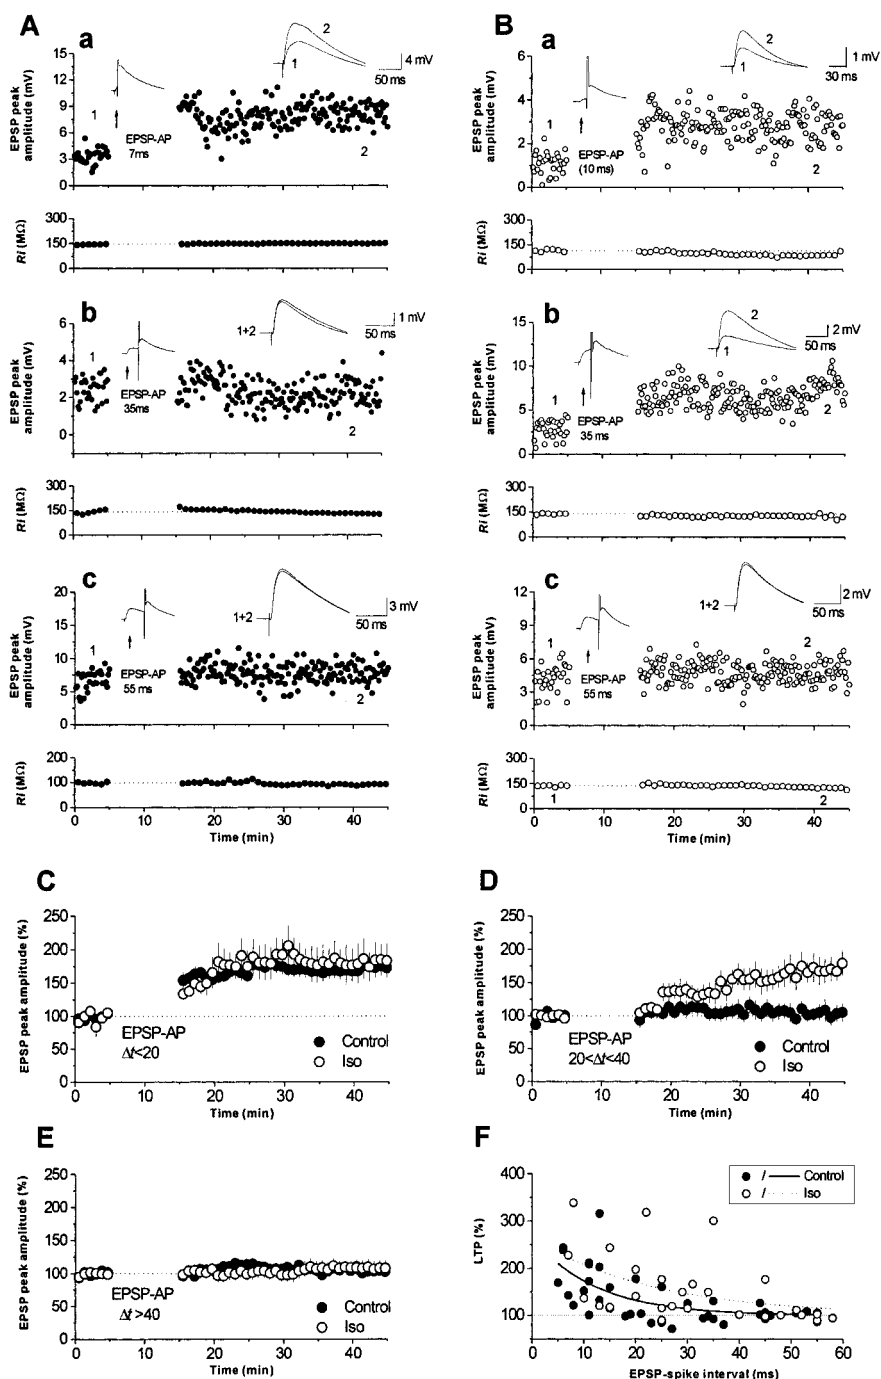 A
a
EPSP peak
amplitude (mV)
15
12
9
6
3
0
1
EPSP-AP
7ms
2
1
4 mV
50 ms
2
Ri (MΩ)
300
150
0
b
EPSP peak
amplitude (mV)
6
4
2
0
1
EPSP-AP
35ms
1+2
1 mV
50 ms
2
Ri (MΩ)
300
150
0
c
EPSP peak
amplitude (mV)
20
15
10
5
0
1
EPSP-AP
55 ms
1+2
3 mV
50 ms
2
Ri (MΩ)
200
100
0
0 10 20 30 40
Time (min)
B
a
EPSP peak
amplitude (mV)
6
4
2
0
1
EPSP-AP
(10 ms)
2
1
1 mV
30 ms
2
Ri (MΩ)
300
150
0
b
EPSP peak
amplitude (mV)
15
10
5
0
1
EPSP-AP
35 ms
2
1
2 mV
50 ms
2
Ri (MΩ)
300
150
0
c
EPSP peak
amplitude (mV)
12
9
6
3
0
1
EPSP-AP
55 ms
1+2
2 mV
50 ms
2
Ri (MΩ)
300
150
0
1
2
0 10 20 30 40
Time (min)
C
EPSP peak amplitude (%)
250
200
150
100
50
0
EPSP-AP
Δt<20
Control
Iso
0 10 20 30 40
Time (min)
D
EPSP peak amplitude (%)
250
200
150
100
50
0
EPSP-AP
20<Δt<40
Control
Iso
0 10 20 30 40
Time (min)
E
EPSP peak amplitude (%)
250
200
150
100
50
0
EPSP-AP
Δt >40
Control
Iso
0 10 20 30 40
Time (min)
F
LTP (%)
400
300
200
100
/ Control
/ Iso
0 10 20 30 40 50 60
EPSP-spike interval (ms)